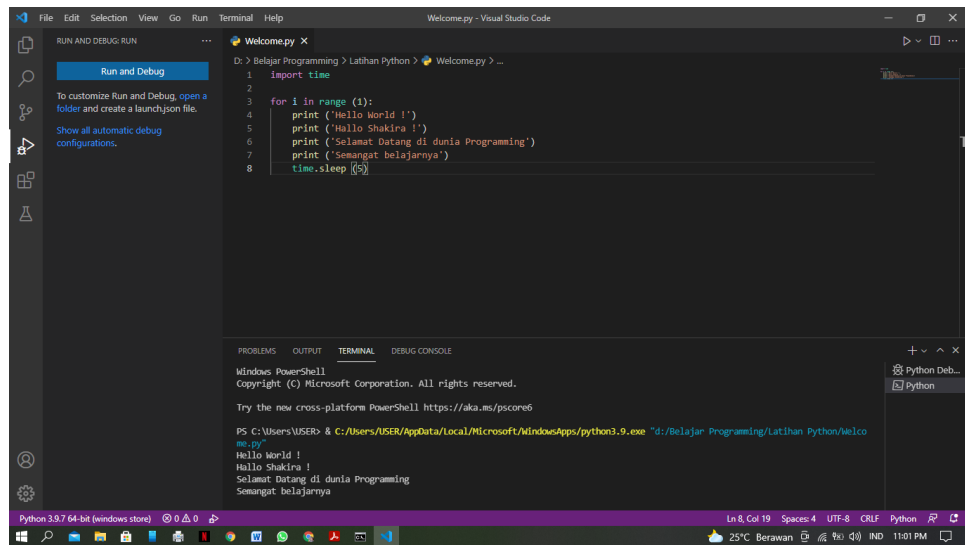 File Edit Selection View Go Run Terminal Help Welcome.py - Visual Studio Code
RUN AND DEBUG: RUN ...
Run and Debug
To customize Run and Debug, open a
folder and create a launch.json file.
Show all automatic debug
configurations.
Welcome.py
D: > Belajar Programming > Latihan Python > Welcome.py > ...
1 import time
2
3 for i in range (1):
4 print ('Hello World !')
5 print ('Hallo Shakira !')
6 print ('Selamat Datang di dunia Programming')
7 print ('Semangat belajarnya')
8 time.sleep (5)
PROBLEMS OUTPUT TERMINAL DEBUG CONSOLE
Python Deb...
Python
Windows PowerShell
Copyright (C) Microsoft Corporation. All rights reserved.
Try the new cross-platform PowerShell https://aka.ms/pscore6
PS C:\Users\USER> & C:/Users/USER/AppData/Local/Microsoft/WindowsApps/python3.9.exe "d:/Belajar Programming/Latihan Python/Welco
me.py"
Hello World !
Hallo Shakira !
Selamat Datang di dunia Programming
Semangat belajarnya
Python 3.9.7 64-bit (windows store) 0 0 Ln 8, Col 19 Spaces: 4 UTF-8 CRLF Python
25°C Berawan IND 11:01 PM